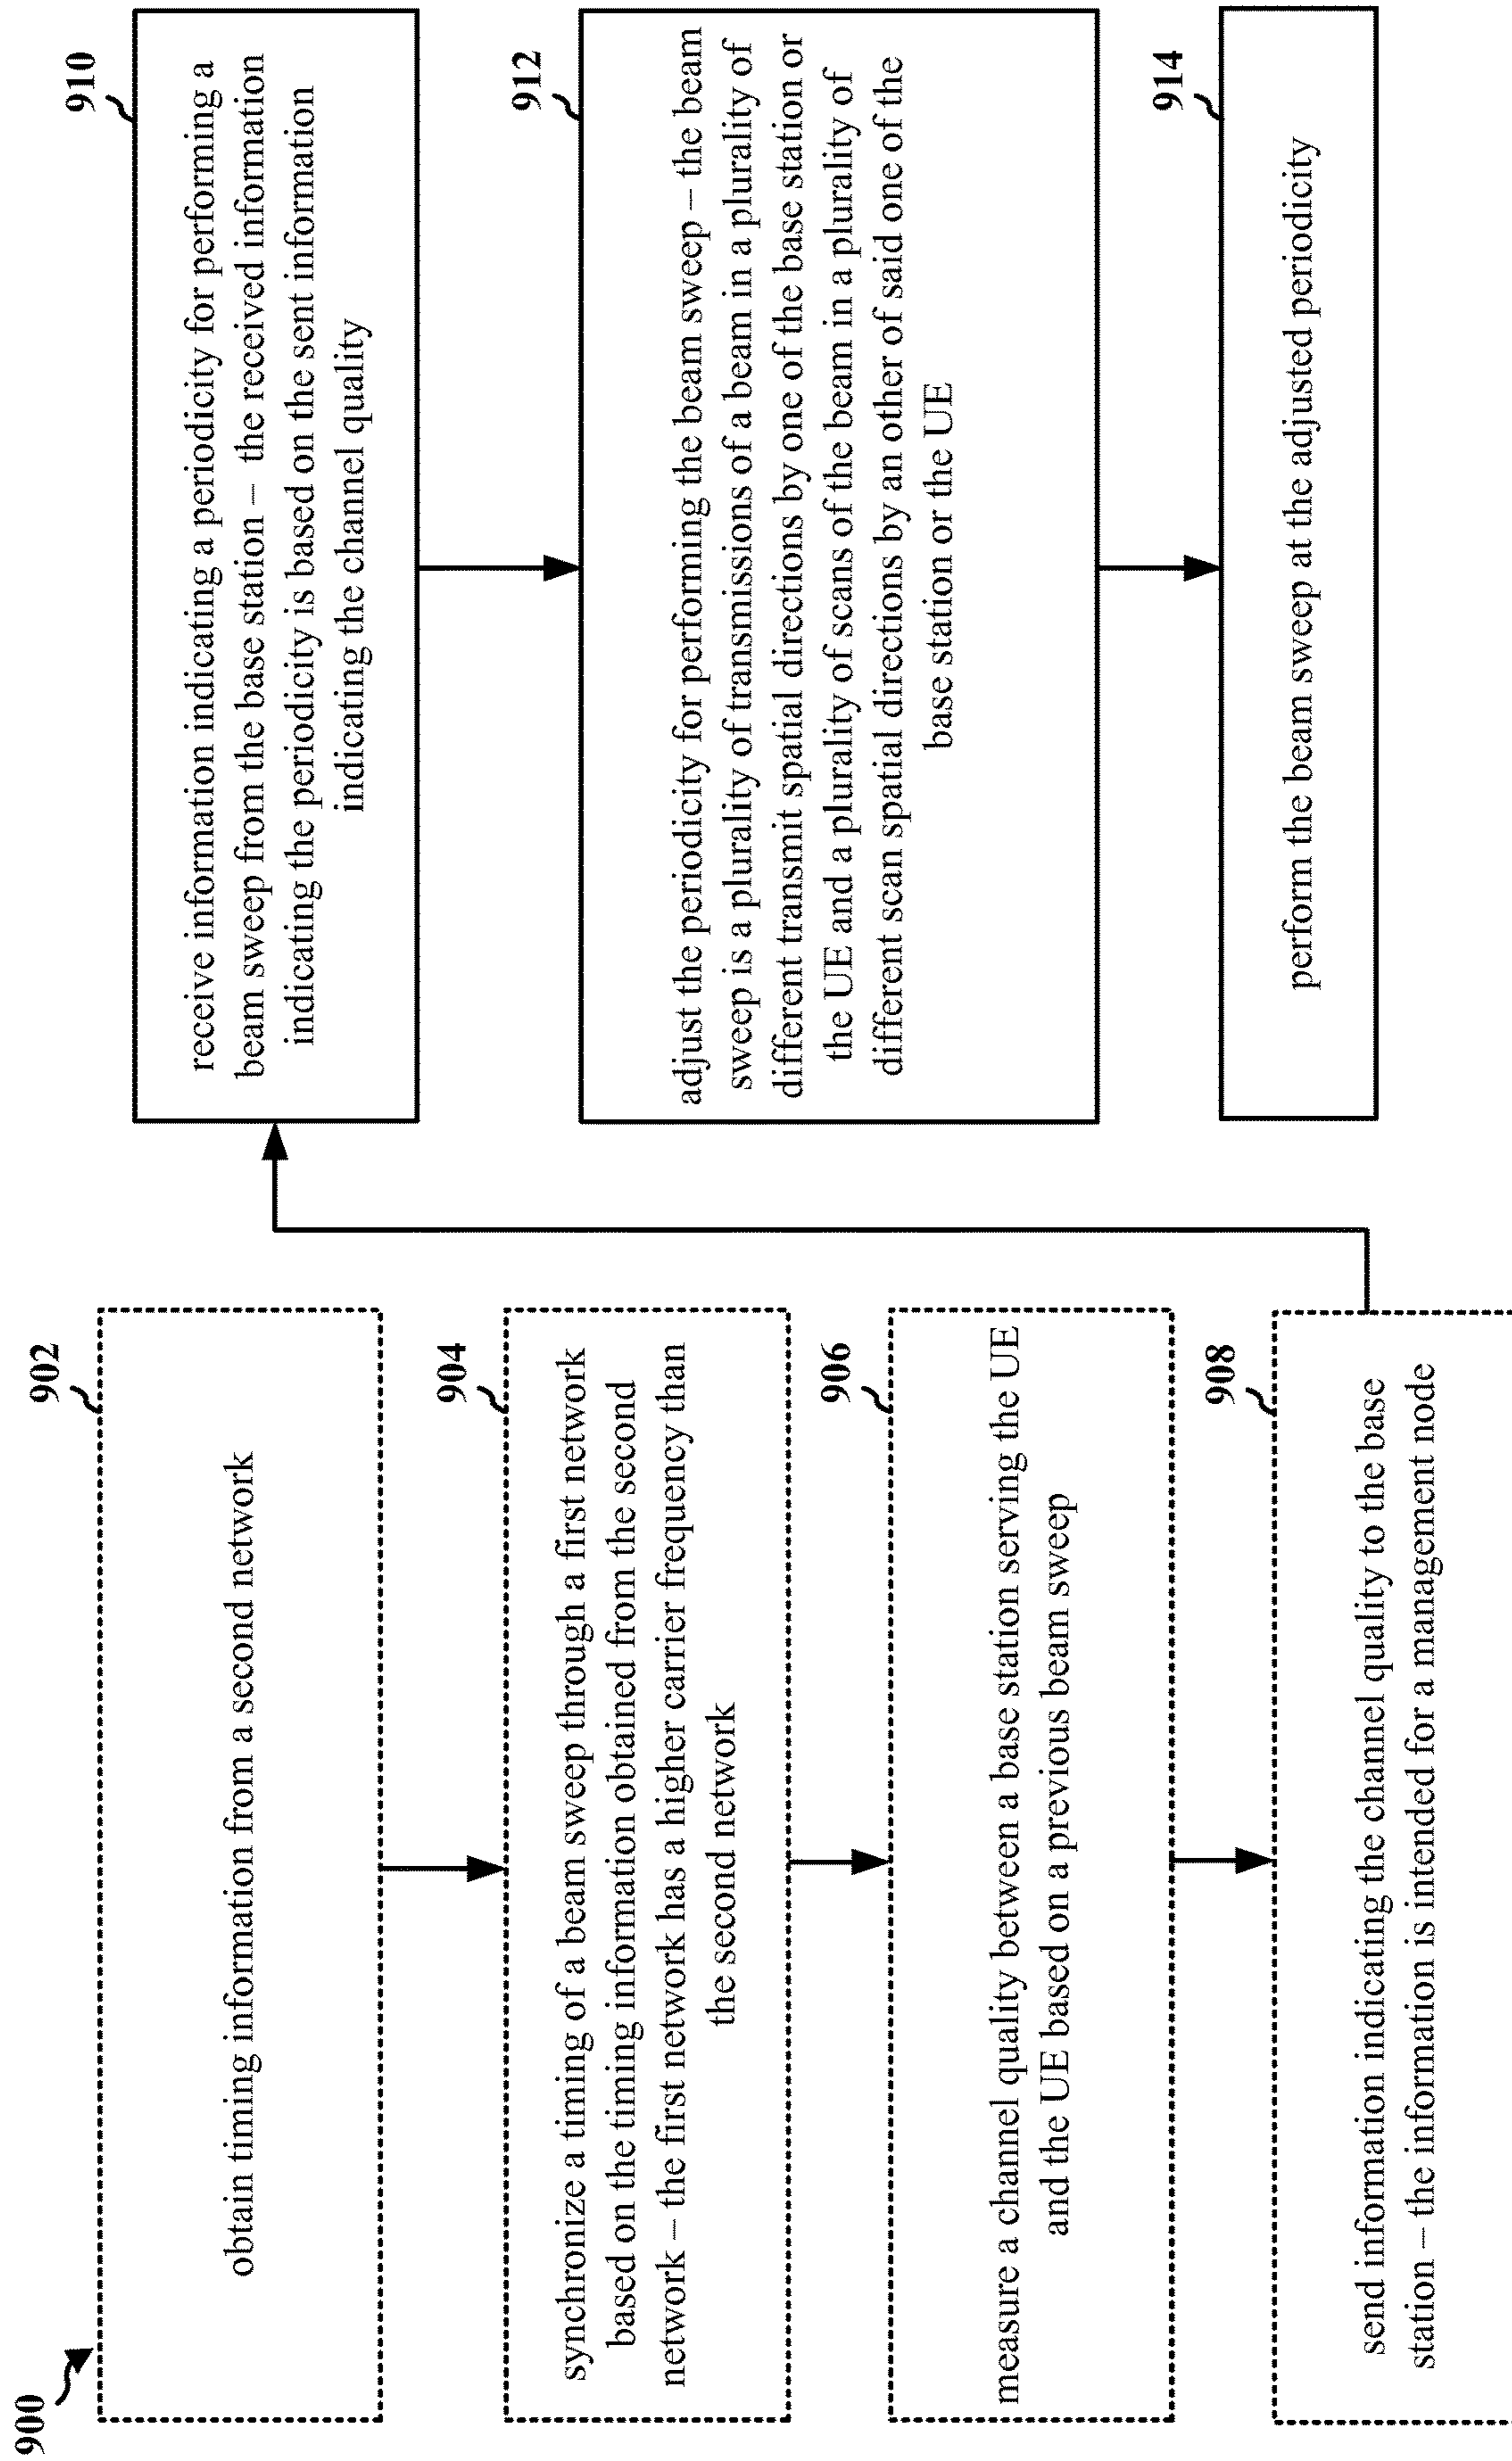 900
902
obtain timing information from a second network
904
synchronize a timing of a beam sweep through a first network
based on the timing information obtained from the second
network – the first network has a higher carrier frequency than
the second network
906
measure a channel quality between a base station serving the UE
and the UE based on a previous beam sweep
908
send information indicating the channel quality to the base
station – the information is intended for a management node
910
receive information indicating a periodicity for performing a
beam sweep from the base station – the received information
indicating the periodicity is based on the sent information
indicating the channel quality
912
adjust the periodicity for performing the beam sweep – the beam
sweep is a plurality of transmissions of a beam in a plurality of
different transmit spatial directions by one of the base station or
the UE and a plurality of scans of the beam in a plurality of
different scan spatial directions by an other of said one of the
base station or the UE
914
perform the beam sweep at the adjusted periodicity